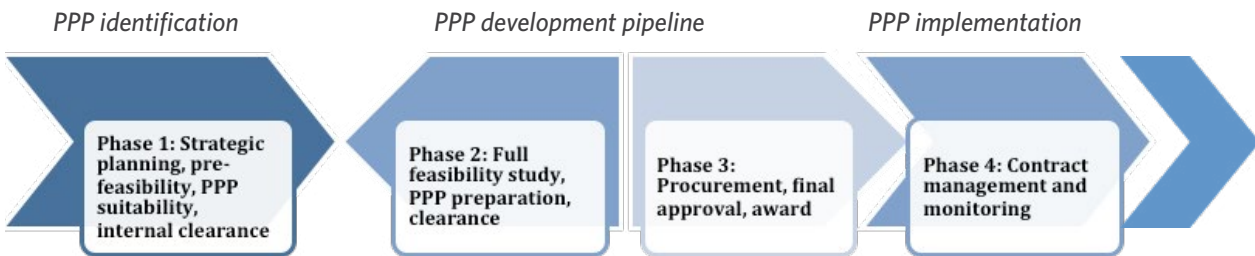 PPP identification
PPP development pipeline
PPP implementation
Phase 1: Strategic
planning, pre-
feasibility, PPP
suitability,
internal clearance
Phase 2: Full
feasibility study,
PPP preparation,
clearance
Phase 3:
Procurement, final
approval, award
Phase 4: Contract
management and
monitoring